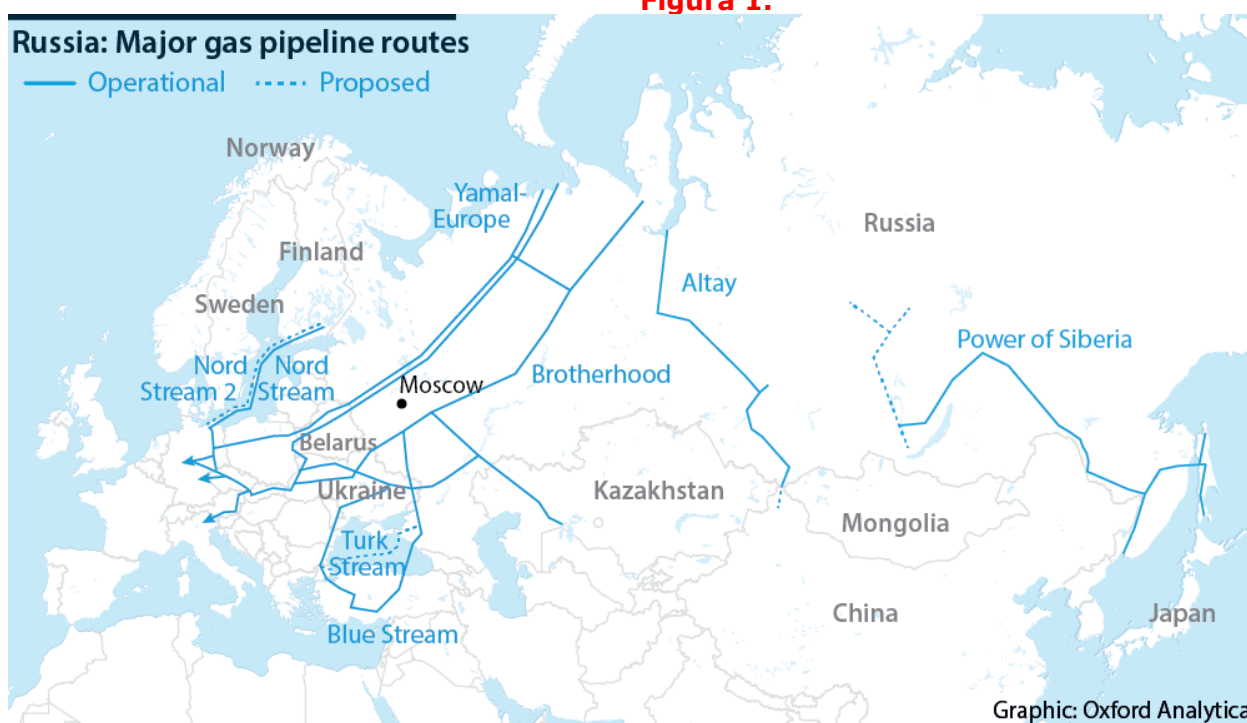 Figura 1.
Russia: Major gas pipeline routes
Operational
Proposed
Norway
Yamal-
Europe
Russia
Finland
Altay
Sweden
Power of Siberia
Nord
Stream 2
Nord
Stream
Brotherhood
Moscow
Belarus
Ukraine
Kazakhstan
Mongolia
Turk
Stream
China
Japan
Blue Stream
Graphic: Oxford Analytica